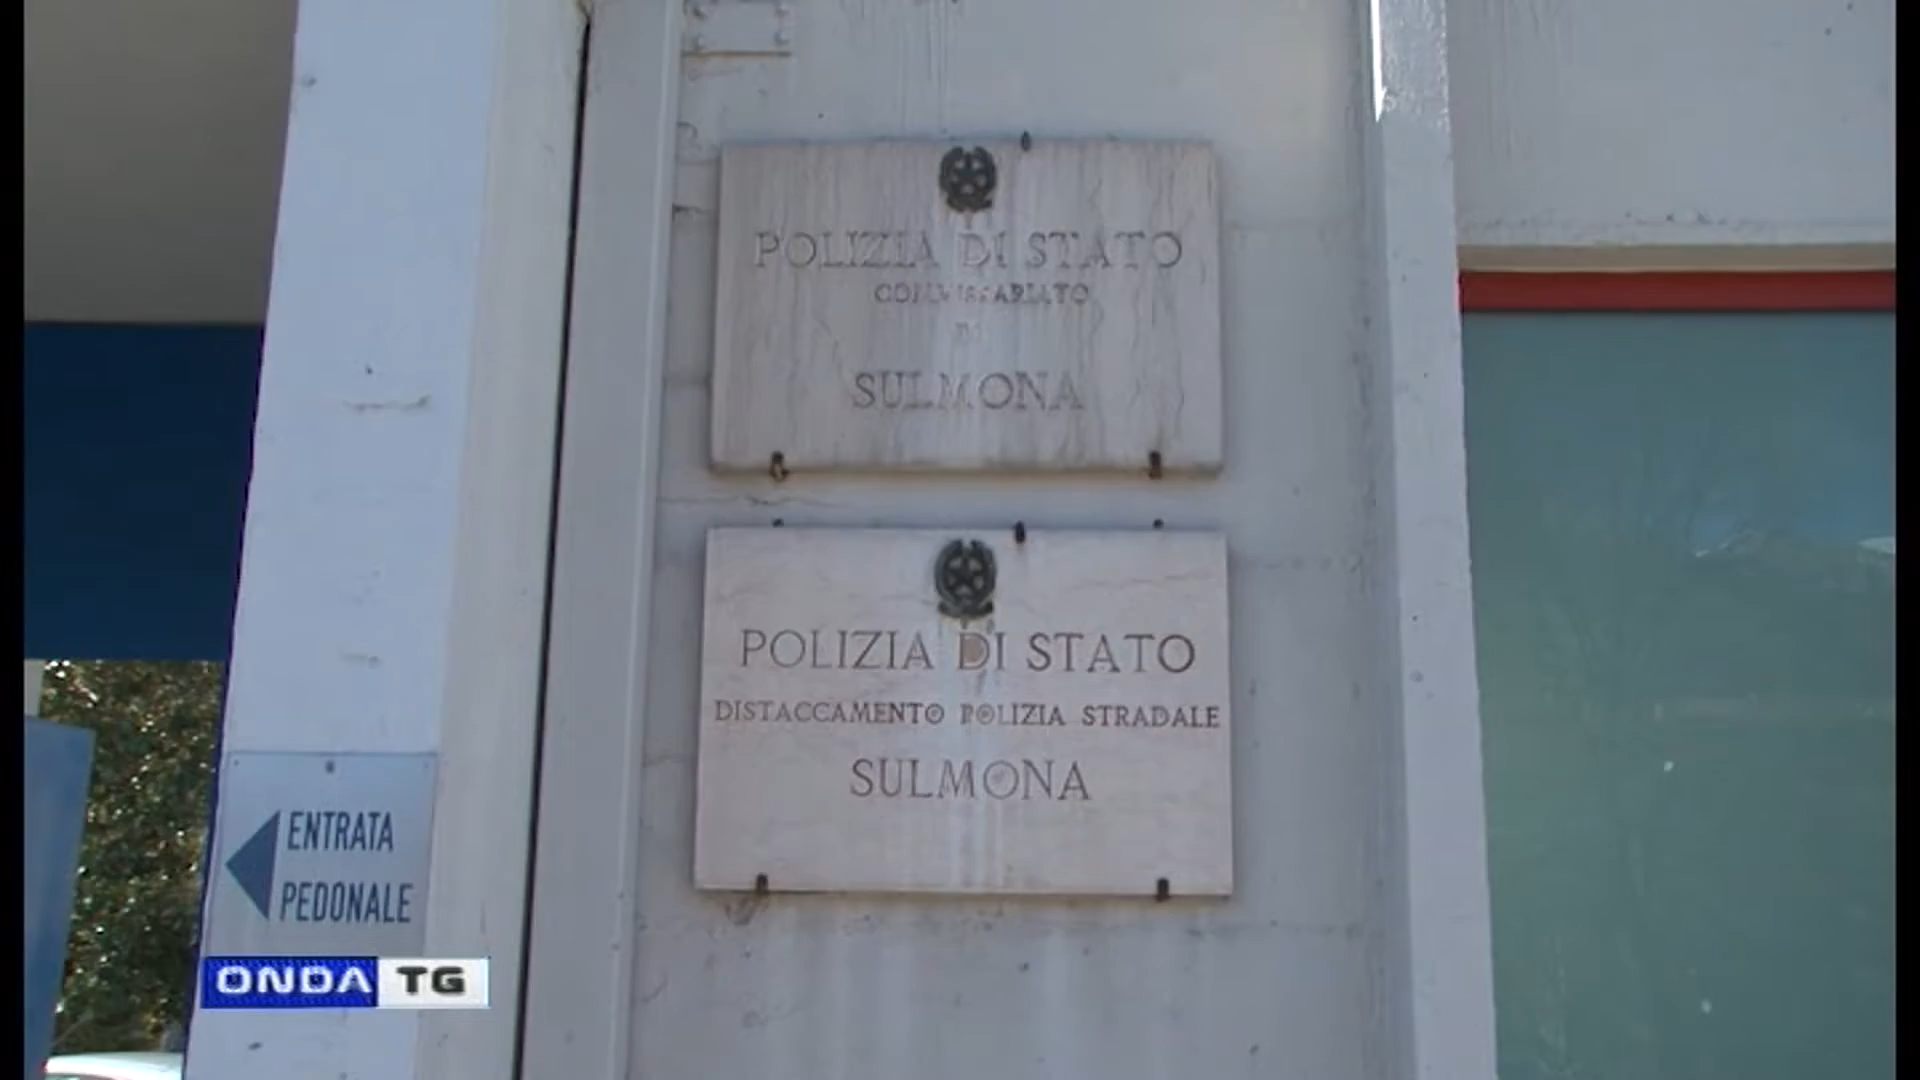 POLIZIA DI STATO
COMMISSARIATO
DI
SULMONA
POLIZIA DI STATO
DISTACCAMENTO POLIZIA STRADALE
SULMONA
ENTRATA
PEDONALE
ONDA TG